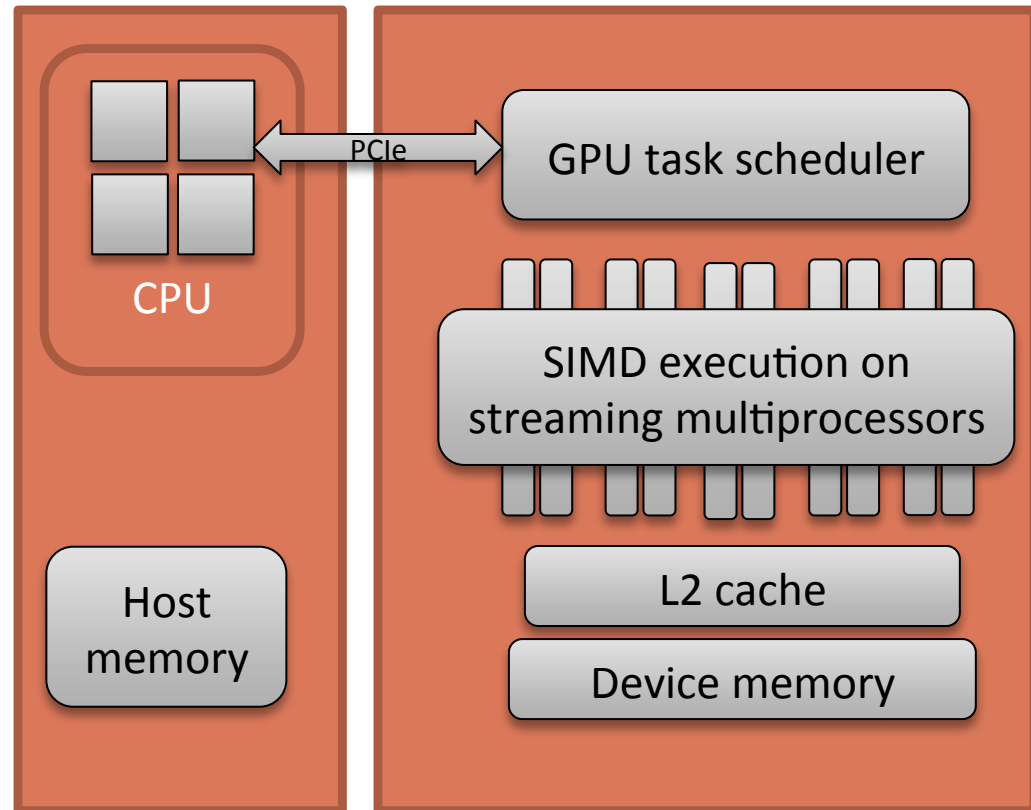 PCIe
CPU
Host
memory
GPU task scheduler
SIMD execution on
streaming multiprocessors
L2 cache
Device memory